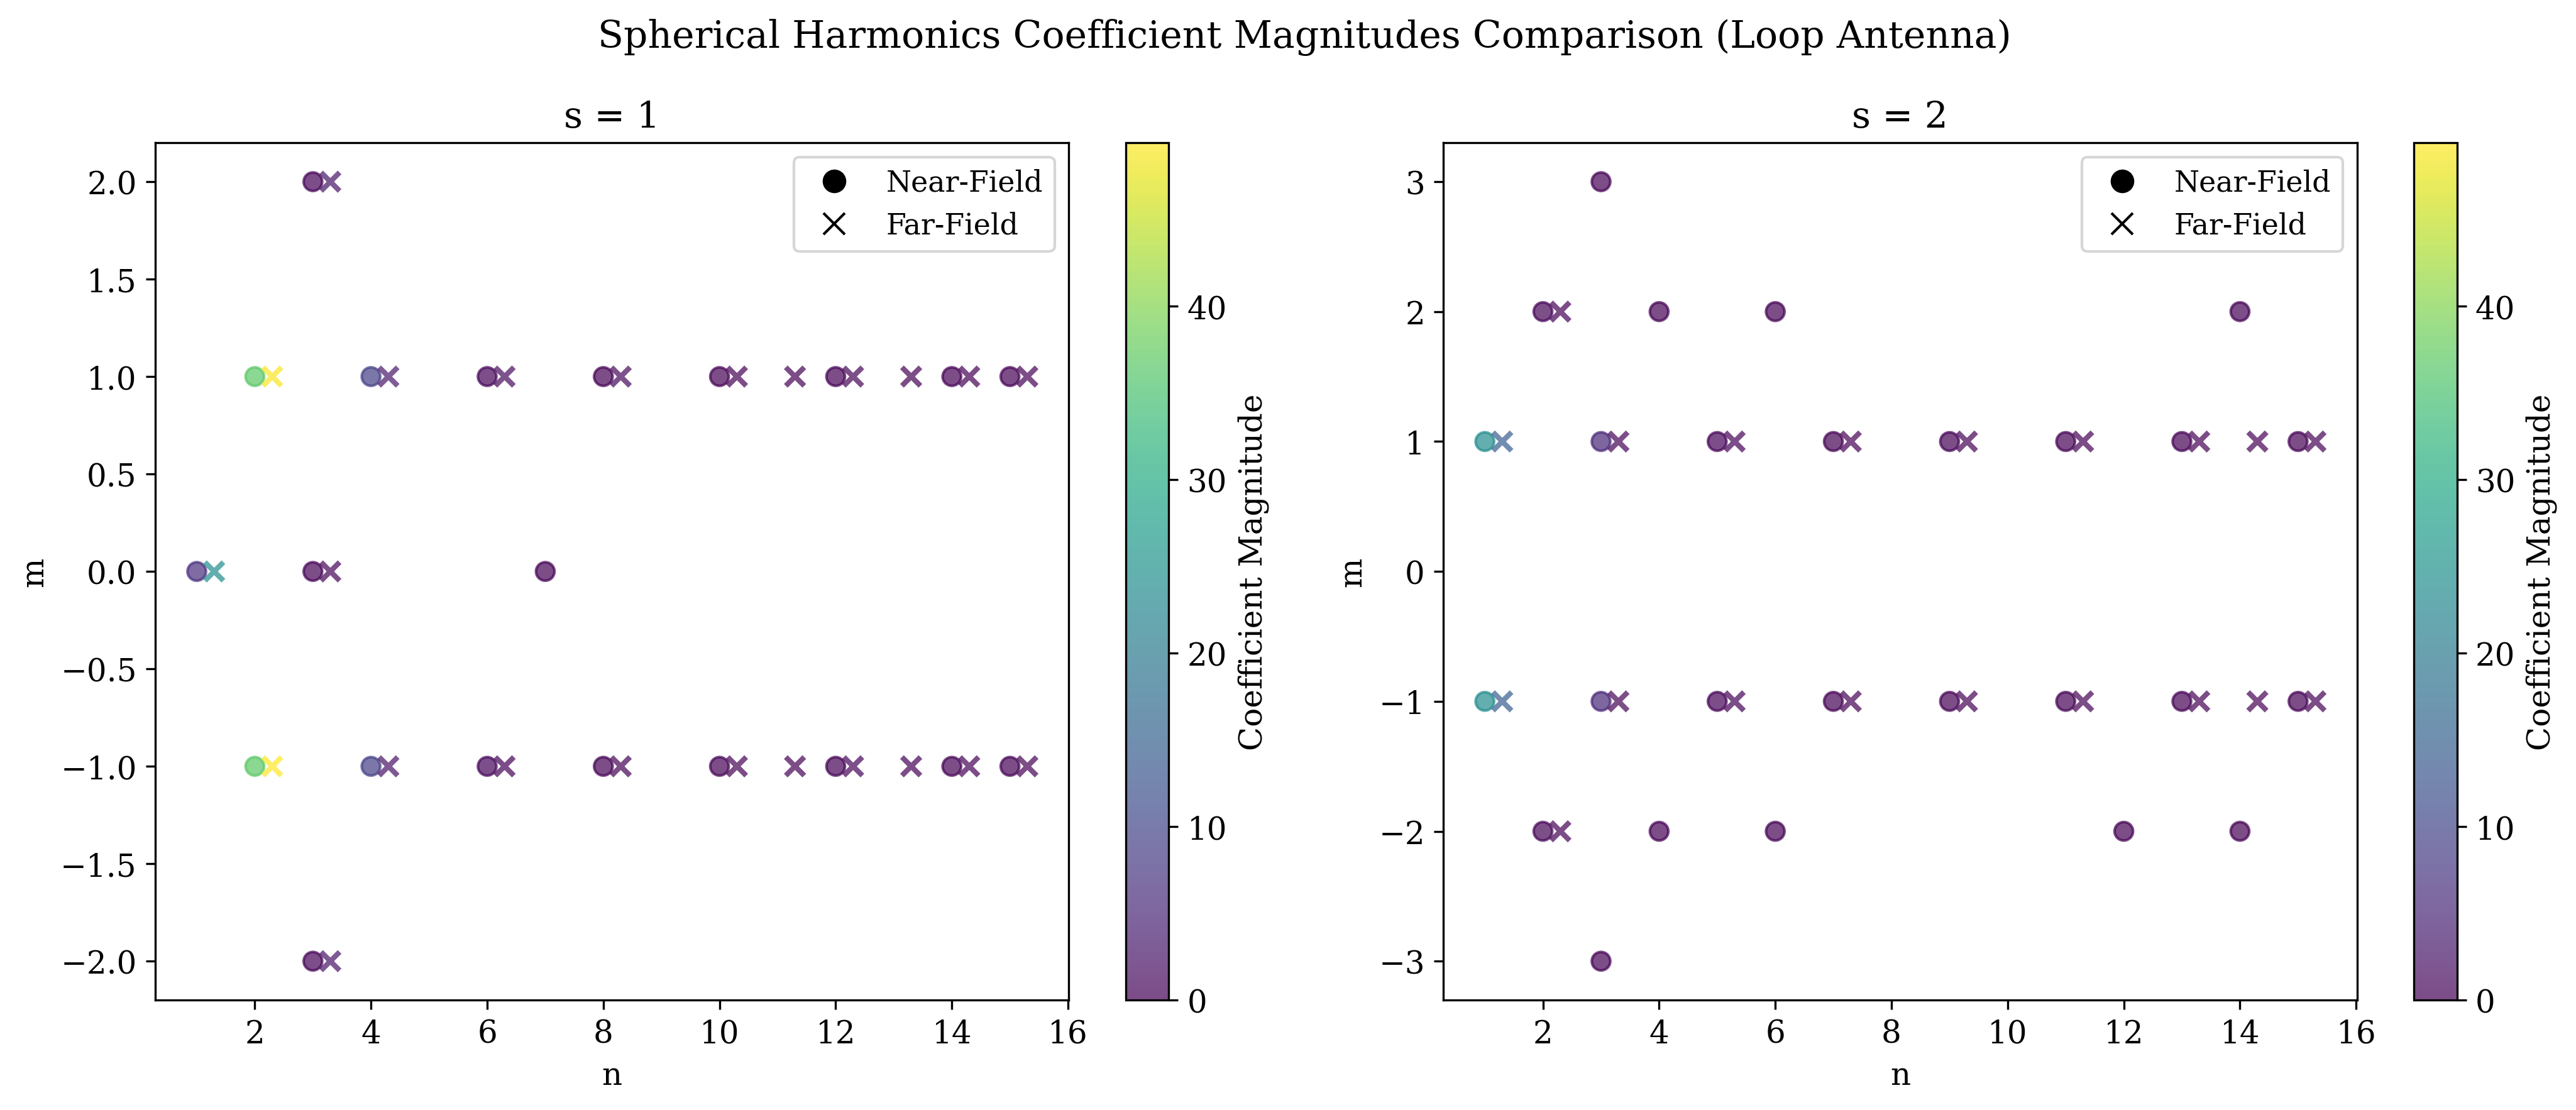 Spherical Harmonics Coefficient Magnitudes Comparison (Loop Antenna)
s = 1
Near-Field
Far-Field
2.0
1.5
1.0
0.5
0.0
−0.5
−1.0
−1.5
−2.0
m
2 4 6 8 10 12 14 16
n
40
30
20
10
0
Coefficient Magnitude
s = 2
Near-Field
Far-Field
3
2
1
0
−1
−2
−3
m
2 4 6 8 10 12 14 16
n
40
30
20
10
0
Coefficient Magnitude